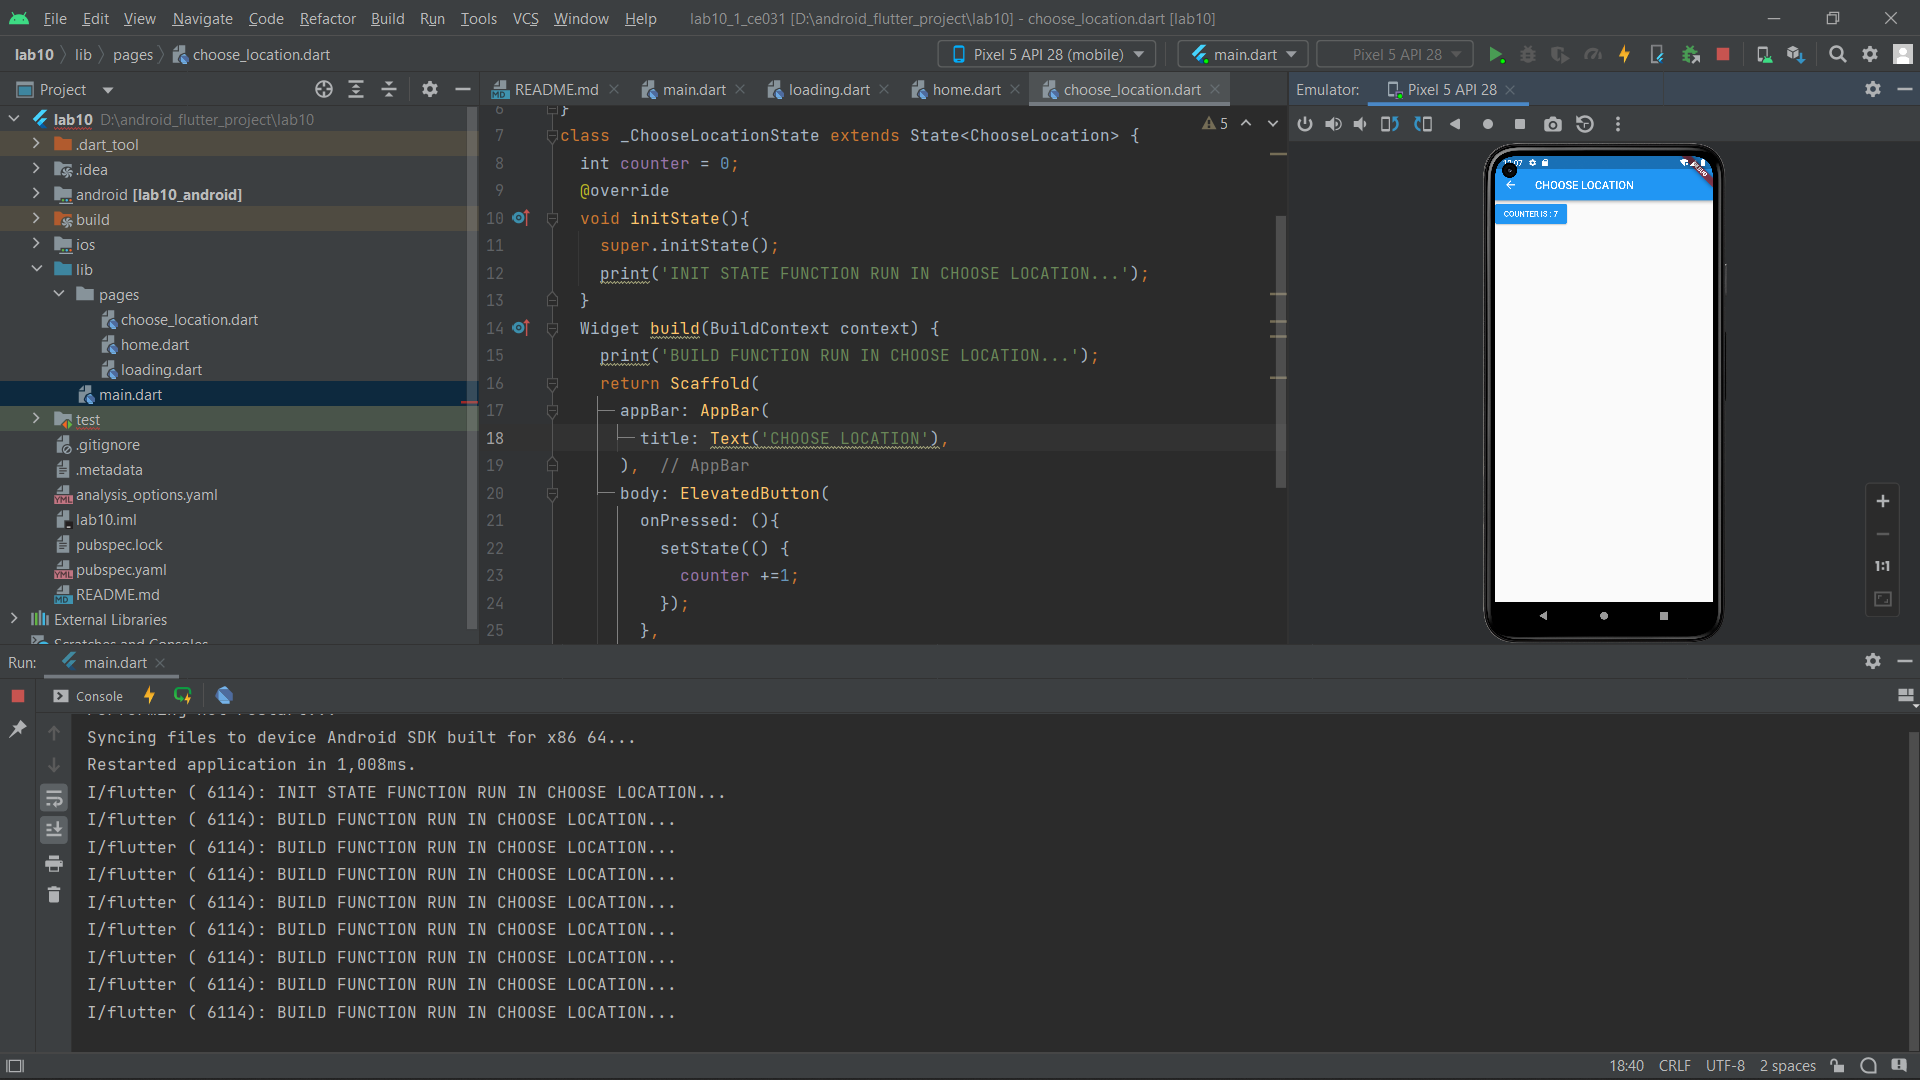 File Edit View Navigate Code Refactor Build Run Tools VCS Window Help lab10_1_ce031 [D:\android_flutter_project\lab10] - choose_location.dart [lab10]
lab10 lib pages choose_location.dart Pixel 5 API 28 (mobile) main.dart Pixel 5 API 28
Project README.md main.dart loading.dart home.dart choose_location.dart Emulator: Pixel 5 API 28
lab10 D:\android_flutter_project\lab10
.dart_tool
.idea
android [lab10_android]
build
ios
lib
pages
choose_location.dart
home.dart
loading.dart
main.dart
test
.gitignore
.metadata
analysis_options.yaml
lab10.iml
pubspec.lock
pubspec.yaml
README.md
External Libraries
Scratches and Consoles
5
6 }
7 class _ChooseLocationState extends State<ChooseLocation> {
8 int counter = 0;
9 @override
10 void initState(){
11 super.initState();
12 print('INIT STATE FUNCTION RUN IN CHOOSE LOCATION...');
13 }
14 Widget build(BuildContext context) {
15 print('BUILD FUNCTION RUN IN CHOOSE LOCATION...');
16 return Scaffold(
17 appBar: AppBar(
18 title: Text('CHOOSE LOCATION'),
19 ), // AppBar
20 body: ElevatedButton(
21 onPressed: (){
22 setState(() {
23 counter +=1;
24 });
25 },
CHOOSE LOCATION
COUNTER IS : 7
1:1
Run: main.dart
Console
Performing hot restart...
Syncing files to device Android SDK built for x86 64...
Restarted application in 1,008ms.
I/flutter ( 6114): INIT STATE FUNCTION RUN IN CHOOSE LOCATION...
I/flutter ( 6114): BUILD FUNCTION RUN IN CHOOSE LOCATION...
I/flutter ( 6114): BUILD FUNCTION RUN IN CHOOSE LOCATION...
I/flutter ( 6114): BUILD FUNCTION RUN IN CHOOSE LOCATION...
I/flutter ( 6114): BUILD FUNCTION RUN IN CHOOSE LOCATION...
I/flutter ( 6114): BUILD FUNCTION RUN IN CHOOSE LOCATION...
I/flutter ( 6114): BUILD FUNCTION RUN IN CHOOSE LOCATION...
I/flutter ( 6114): BUILD FUNCTION RUN IN CHOOSE LOCATION...
I/flutter ( 6114): BUILD FUNCTION RUN IN CHOOSE LOCATION...
18:40 CRLF UTF-8 2 spaces